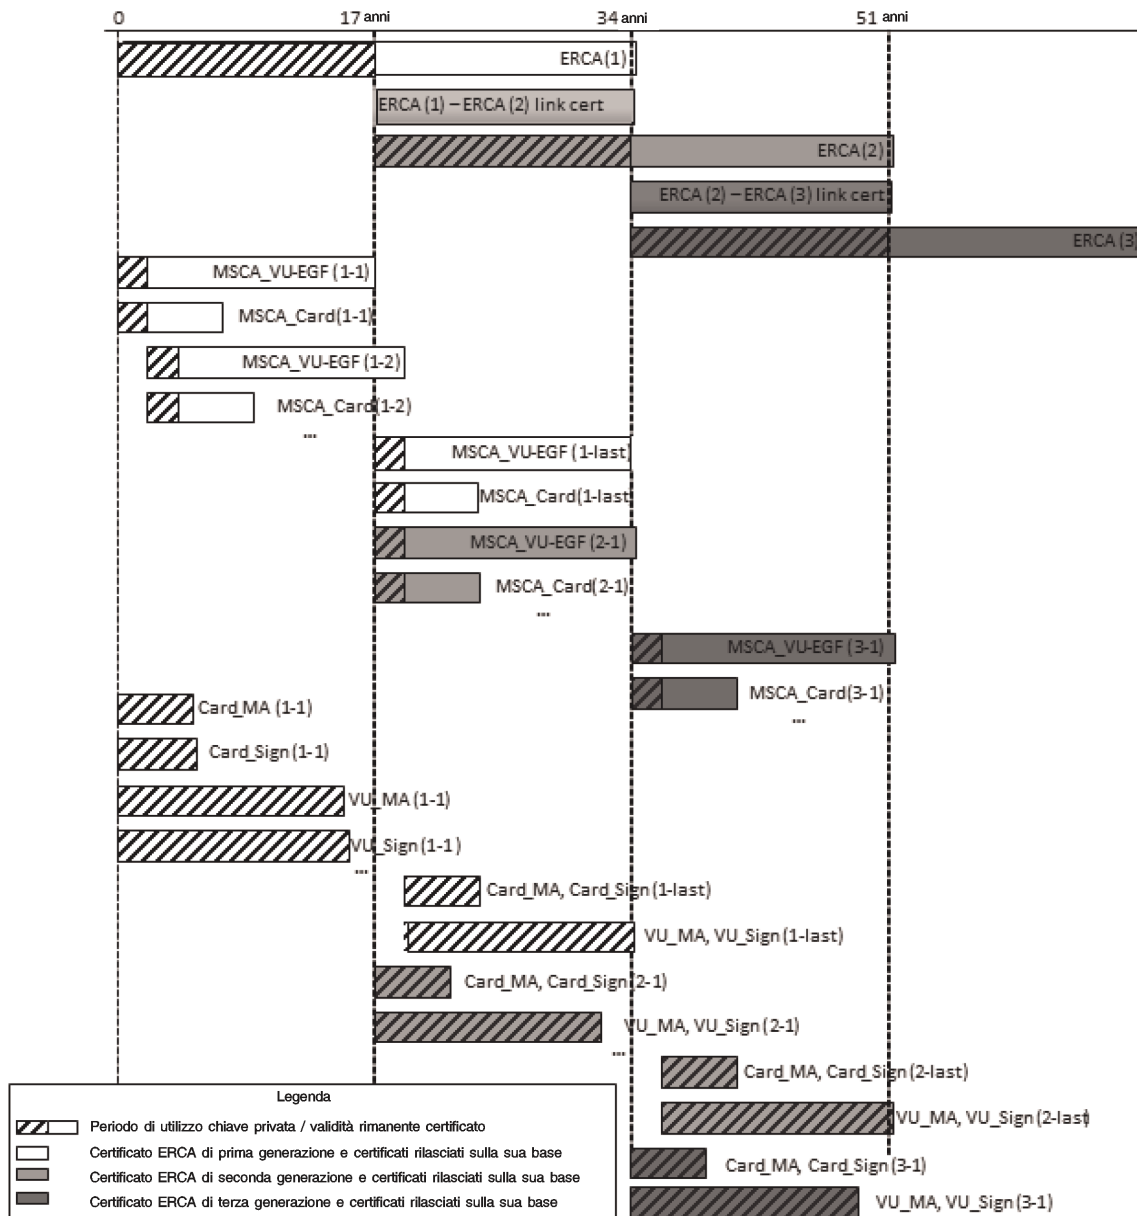 0 17 anni 34 anni 51 anni
ERCA (1)
ERCA (1) – ERCA (2) link cert
ERCA (2)
ERCA (2) – ERCA (3) link cert
ERCA (3)
MSCA_VU-EGF (1-1)
MSCA_Card(1-1)
MSCA_VU-EGF (1-2)
MSCA_Card(1-2)
...
MSCA_VU-EGF (1-last)
MSCA_Card(1-last
MSCA_VU-EGF (2-1)
MSCA_Card(2-1)
...
MSCA_VU-EGF (3-1)
MSCA_Card(3-1)
...
Card_MA (1-1)
Card_Sign (1-1)
VU_MA (1-1)
VU_Sign (1-1)
...
Card_MA, Card_Sign (1-last)
VU_MA, VU_Sign (1-last)
Card_MA, Card_Sign (2-1)
VU_MA, VU_Sign (2-1)
...
Card_MA, Card_Sign (2-last)
VU_MA, VU_Sign (2-last)
Card_MA, Card_Sign (3-1)
VU_MA, VU_Sign (3-1)
Legenda
Periodo di utilizzo chiave privata / validità rimanente certificato
Certificato ERCA di prima generazione e certificati rilasciati sulla sua base
Certificato ERCA di seconda generazione e certificati rilasciati sulla sua base
Certificato ERCA di terza generazione e certificati rilasciati sulla sua base